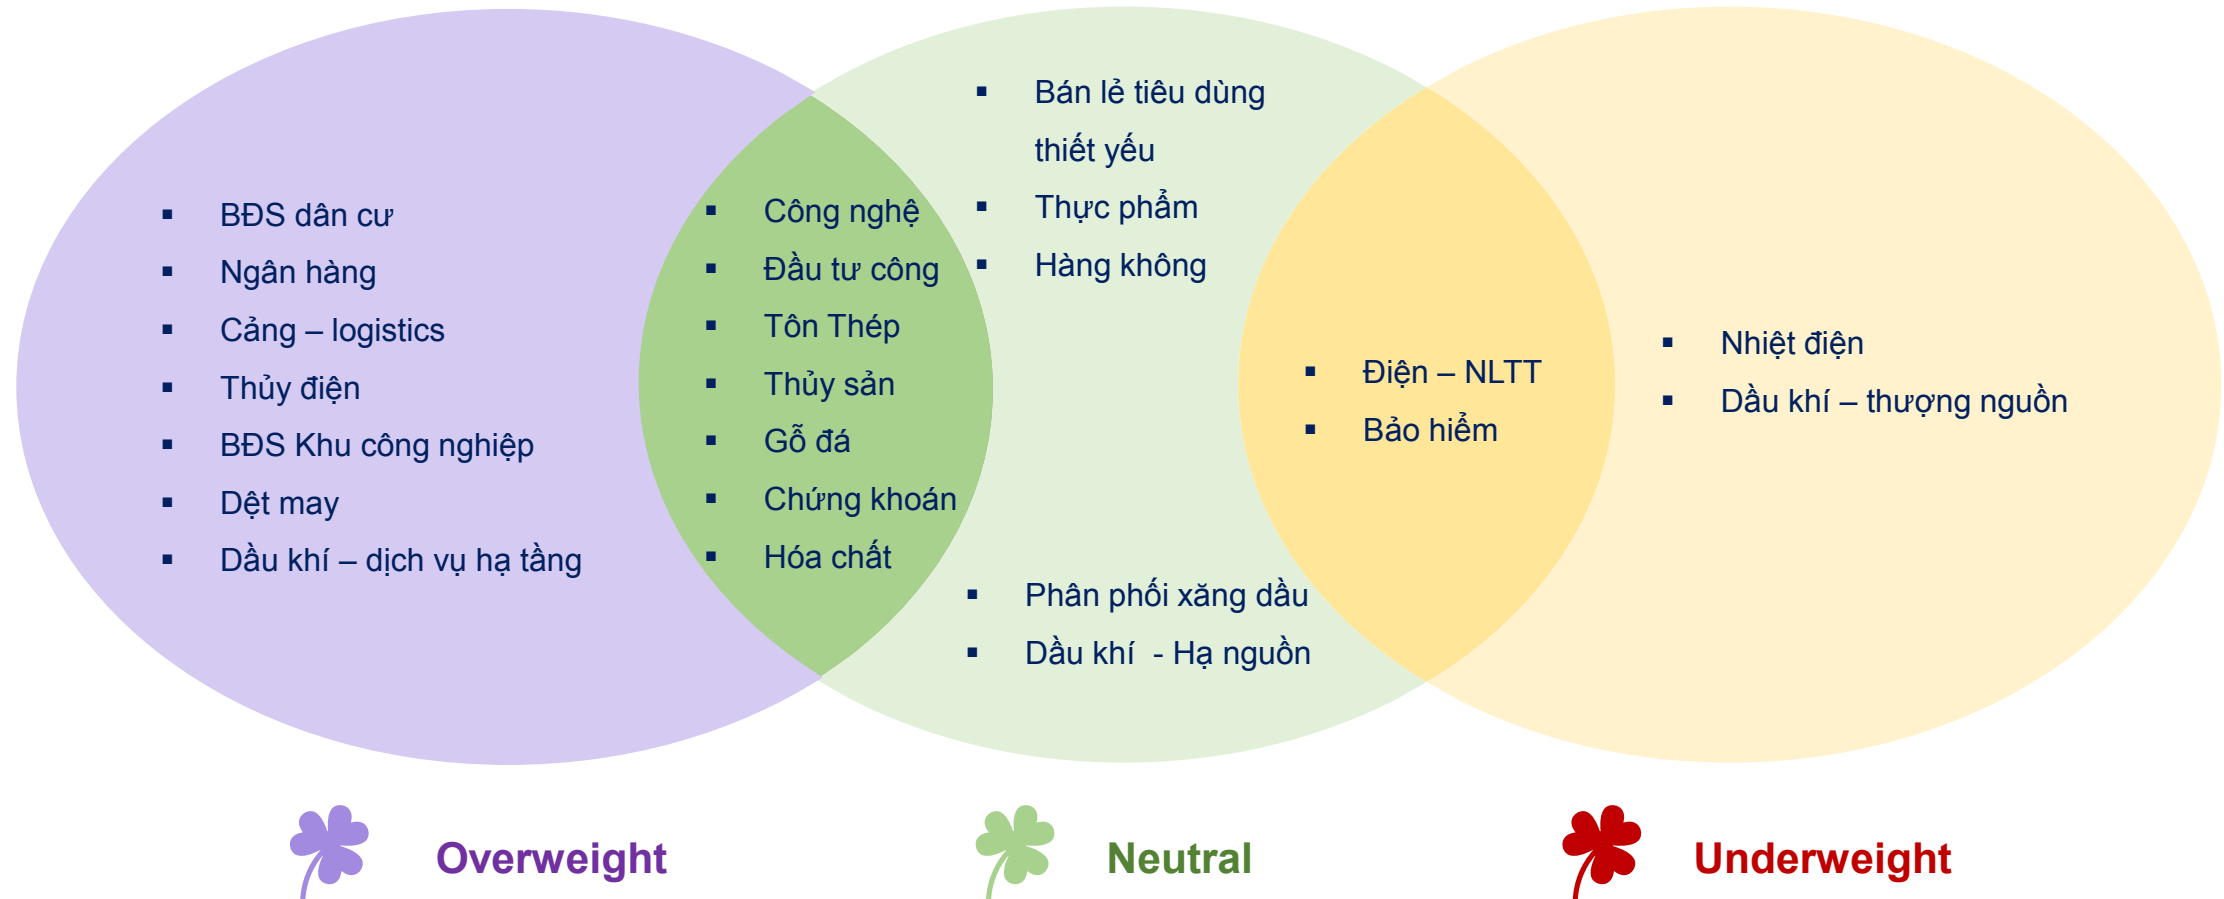 ▪ BĐS dân cư
▪ Ngân hàng
▪ Cảng – logistics
▪ Thủy điện
▪ BĐS Khu công nghiệp
▪ Dệt may
▪ Dầu khí – dịch vụ hạ tầng
▪ Công nghệ
▪ Đầu tư công
▪ Tôn Thép
▪ Thủy sản
▪ Gỗ đá
▪ Chứng khoán
▪ Hóa chất
▪ Bán lẻ tiêu dùng
thiết yếu
▪ Thực phẩm
▪ Hàng không
▪ Phân phối xăng dầu
▪ Dầu khí - Hạ nguồn
▪ Điện – NLTT
▪ Bảo hiểm
▪ Nhiệt điện
▪ Dầu khí – thượng nguồn
Overweight
Neutral
Underweight